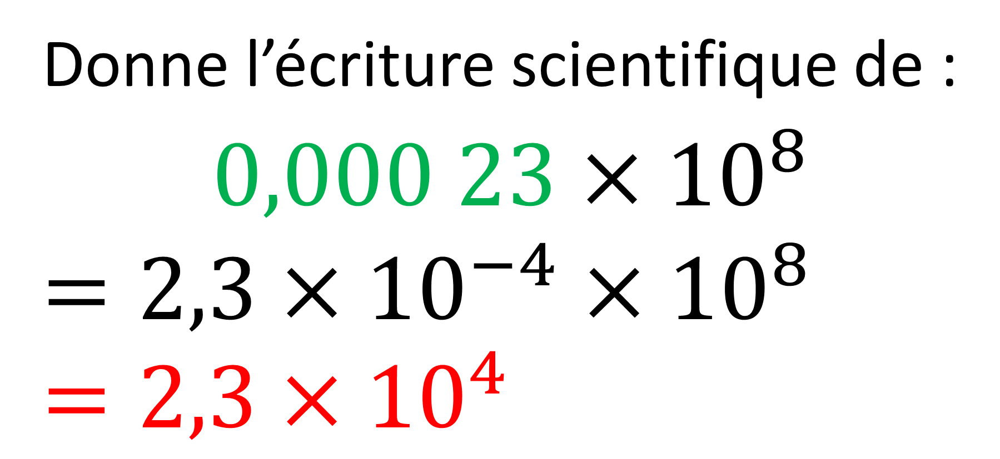 Donne l’écriture scientifique de :
0,000 23 × 10⁸
= 2,3 × 10⁻⁴ × 10⁸
= 2,3 × 10⁴